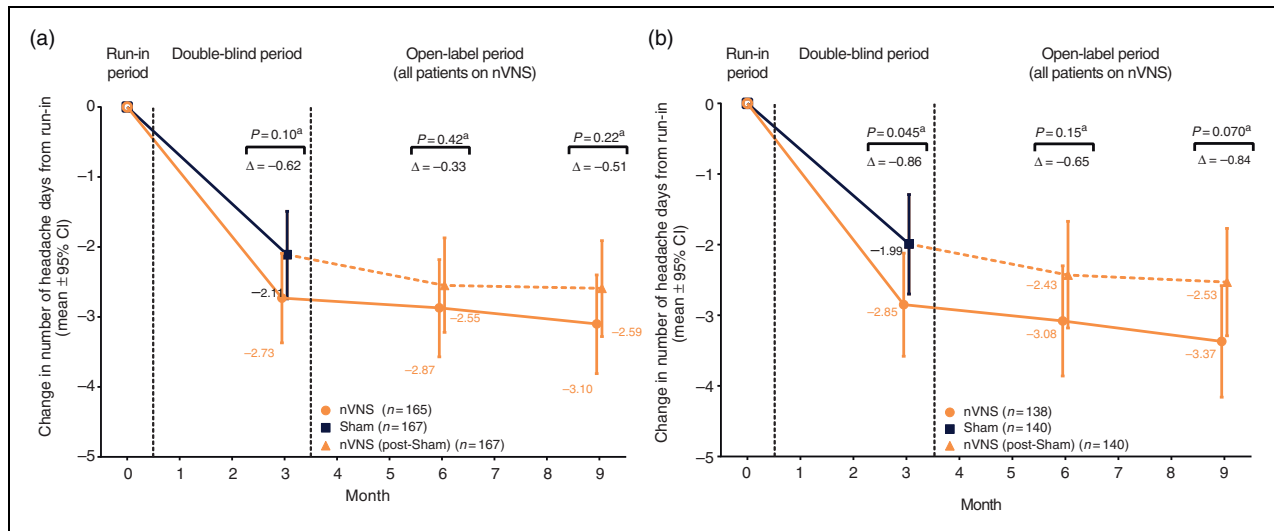 (a)
Run-in
period
Double-blind period
Open-label period
(all patients on nVNS)
P = 0.10a
Δ = −0.62
P = 0.42a
Δ = −0.33
P = 0.22a
Δ = −0.51
Change in number of headache days from run-in
(mean ± 95% CI)
0
−1
−2
−3
−4
−5
−2.11
−2.73
−2.55
−2.87
−2.59
−3.10
nVNS (n = 165)
Sham (n = 167)
nVNS (post-Sham) (n = 167)
0 1 2 3 4 5 6 7 8 9
Month
(b)
Run-in
period
Double-blind period
Open-label period
(all patients on nVNS)
P = 0.045a
Δ = −0.86
P = 0.15a
Δ = −0.65
P = 0.070a
Δ = −0.84
Change in number of headache days from run-in
(mean ± 95% CI)
0
−1
−2
−3
−4
−5
−1.99
−2.85
−2.43
−3.08
−2.53
−3.37
nVNS (n = 138)
Sham (n = 140)
nVNS (post-Sham) (n = 140)
0 1 2 3 4 5 6 7 8 9
Month